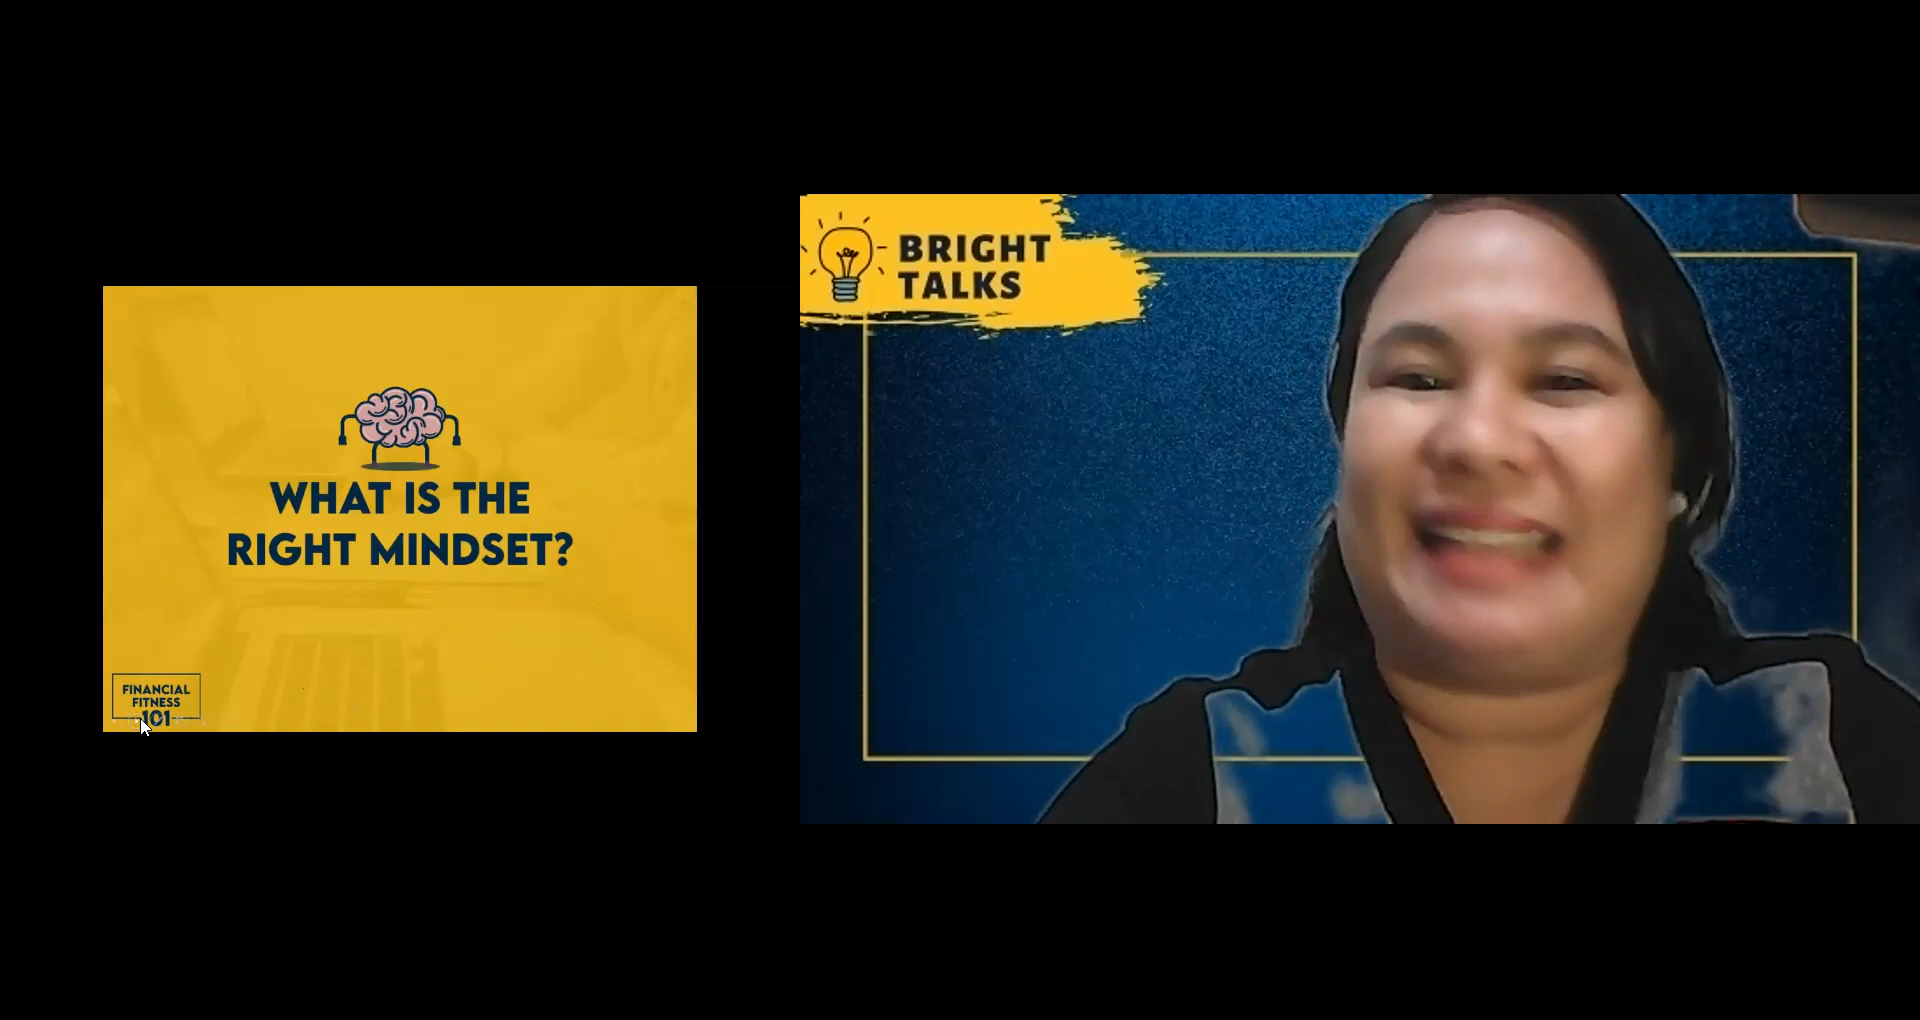 WHAT IS THE
RIGHT MINDSET?
FINANCIAL
FITNESS
101
BRIGHT
TALKS